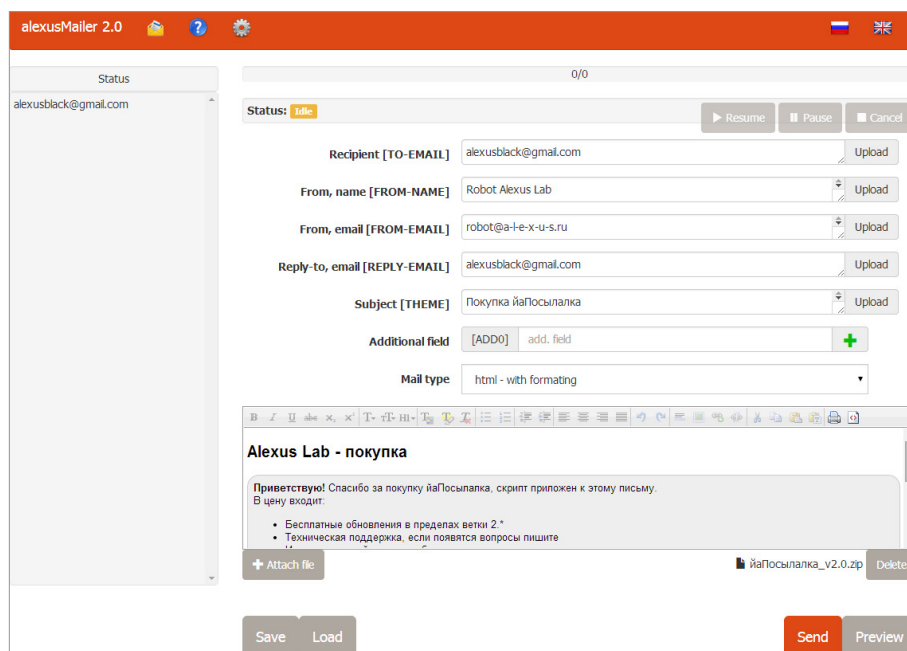 alexusMailer 2.0
Status
alexusblack@gmail.com
0/0
Status: Idle
Resume
Pause
Cancel
Recipient [TO-EMAIL]
alexusblack@gmail.com
Upload
From, name [FROM-NAME]
Robot Alexus Lab
Upload
From, email [FROM-EMAIL]
robot@a-l-e-x-u-s.ru
Upload
Reply-to, email [REPLY-EMAIL]
alexusblack@gmail.com
Upload
Subject [THEME]
Покупка йаПосылалка
Upload
Additional field
[ADD0]
add. field
Mail type
html - with formating
Alexus Lab - покупка
Приветствую! Спасибо за покупку йаПосылалка, скрипт приложен к этому письму.
В цену входит:
• Бесплатные обновления в пределах ветки 2.*
• Техническая поддержка, если появятся вопросы пишите
Attach file
йаПосылалка_v2.0.zip
Delete
Save
Load
Send
Preview